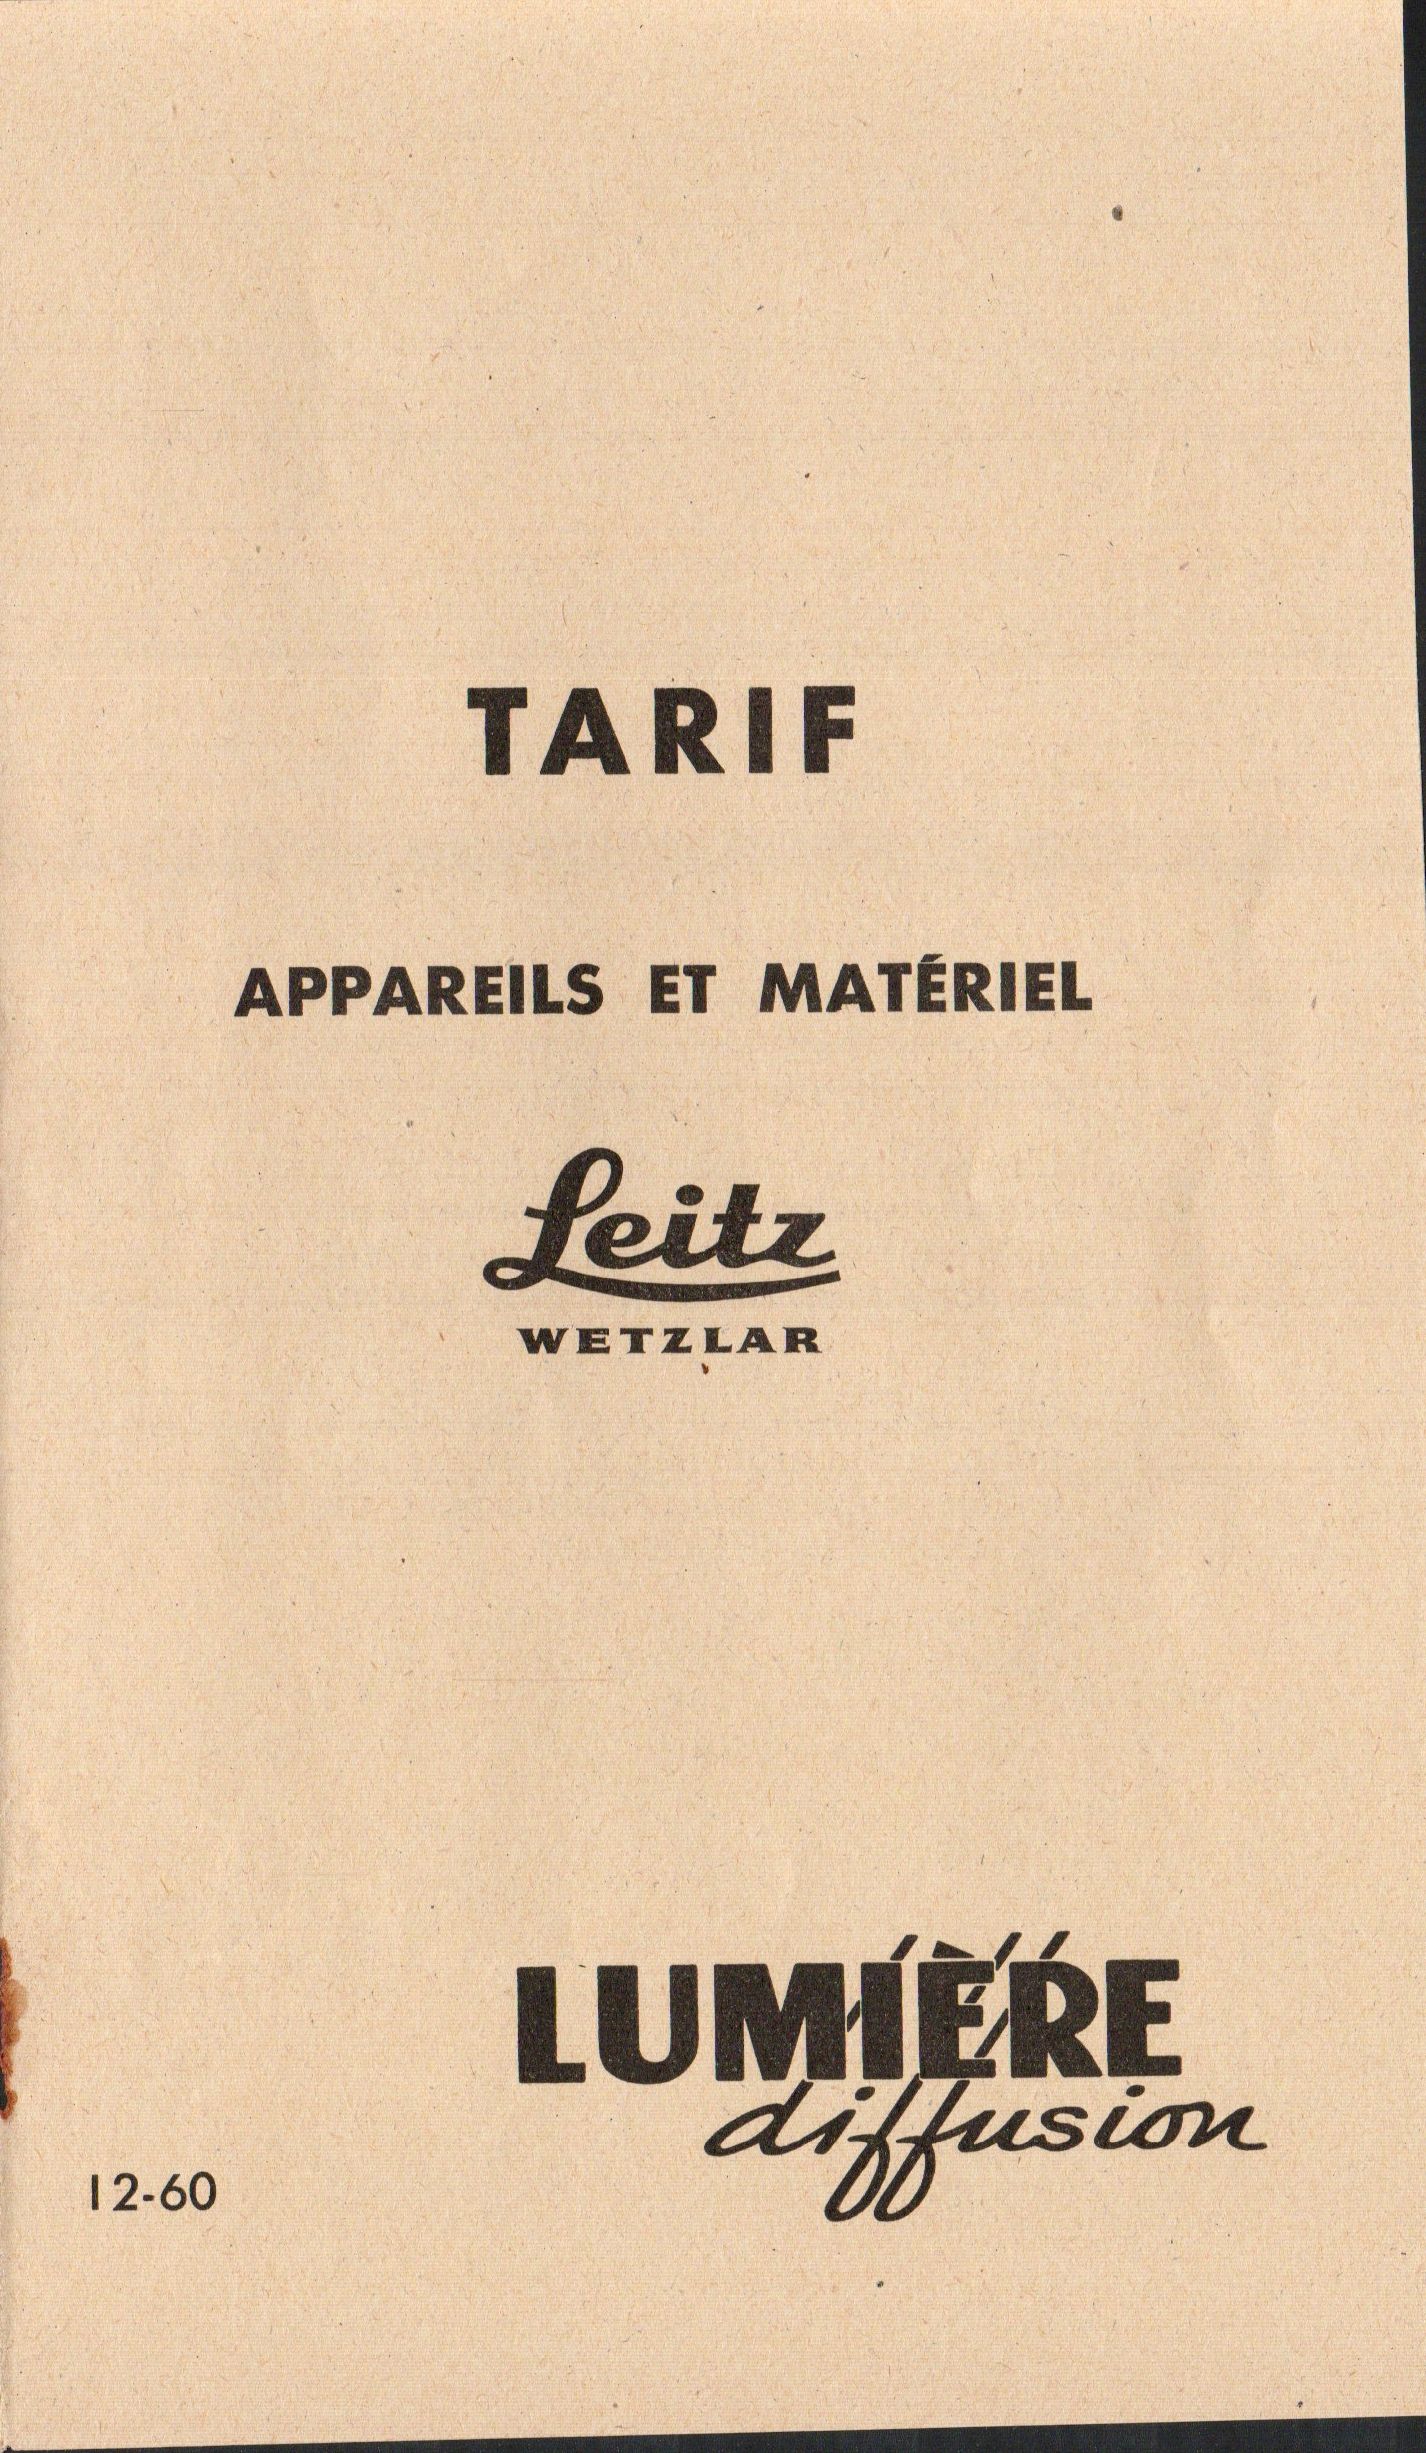 TARIF
APPAREILS ET MATÉRIEL
Leitz
WETZLAR
LUMIÈRE
diffusion
12-60